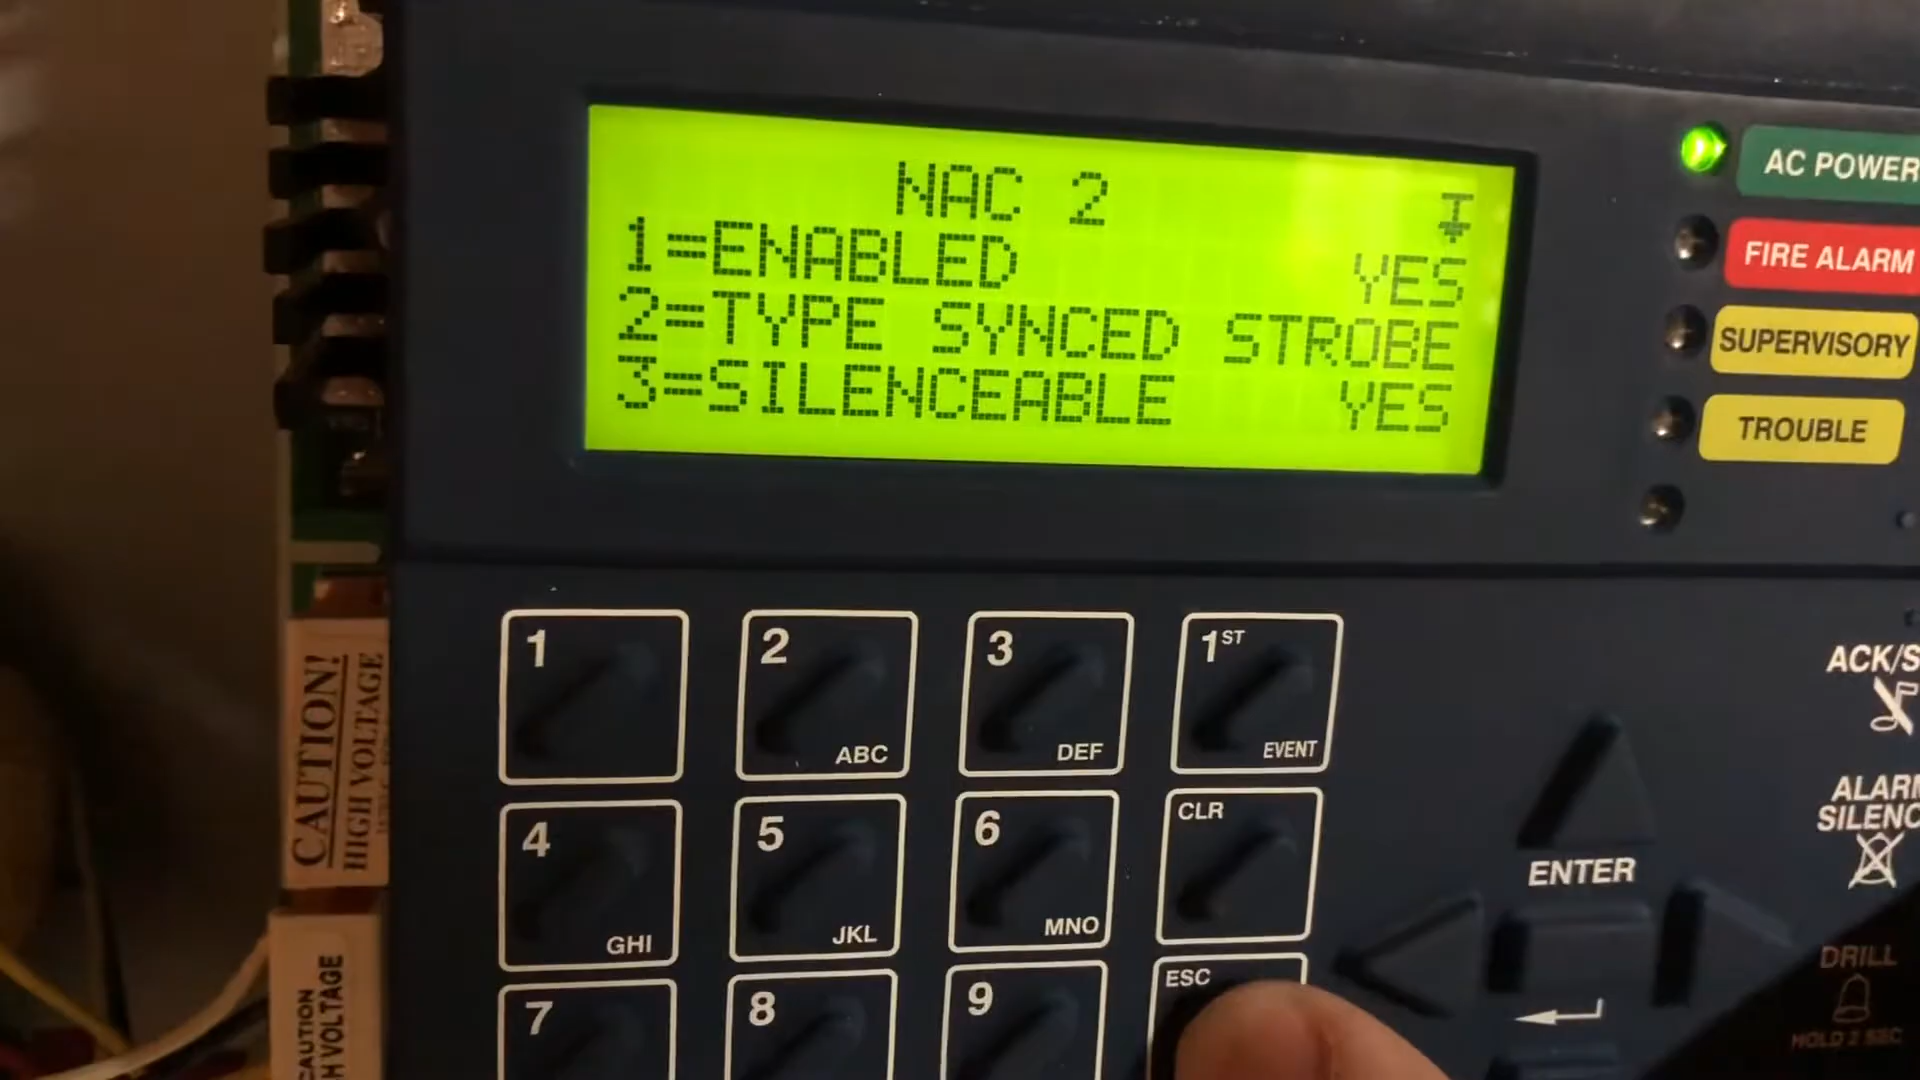 NAC 2
1=ENABLED YES
2=TYPE SYNCED STROBE
3=SILENCEABLE YES
AC POWER
FIRE ALARM
SUPERVISORY
TROUBLE
CAUTION!
HIGH VOLTAGE
CAUTION
1
2 ABC
3 DEF
1ST EVENT
ACK/S
4 GHI
5 JKL
6 MNO
CLR
ENTER
ALARM
SILENC
7
8
9
ESC
DRILL
HOLD 2 SEC